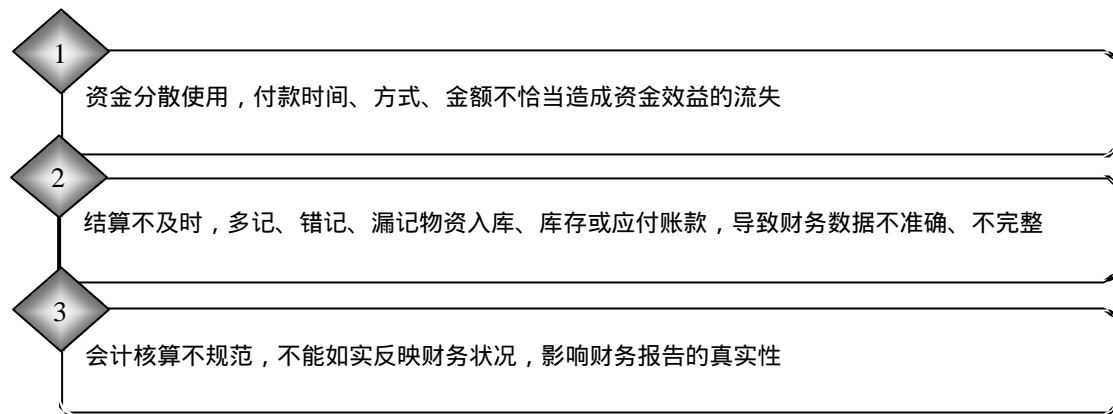 1
资金分散使用，付款时间、方式、金额不恰当造成资金效益的流失
2
结算不及时，多记、错记、漏记物资入库、库存或应付账款，导致财务数据不准确、不完整
3
会计核算不规范，不能如实反映财务状况，影响财务报告的真实性